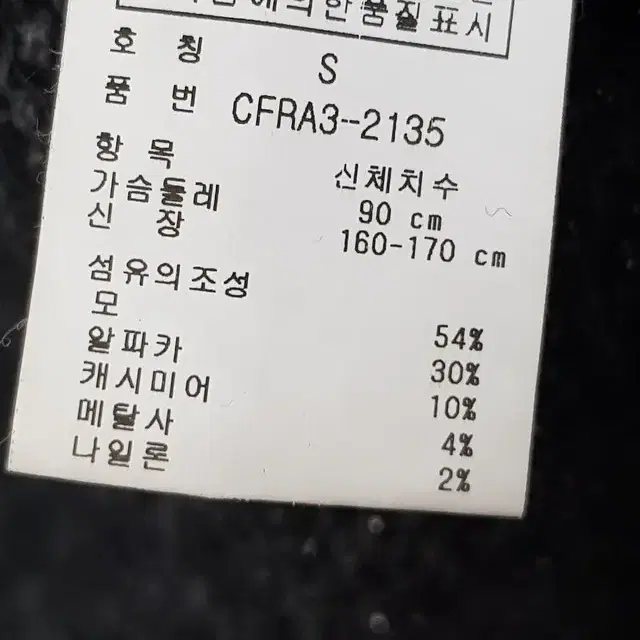 의한품질표시
호 칭 S
품 번 CFRA3-2135
항 목 신체치수
가슴둘레 90 cm
신 장 160-170 cm
섬유의조성
모 54%
알파카 30%
캐시미어 10%
메탈사 4%
나일론 2%